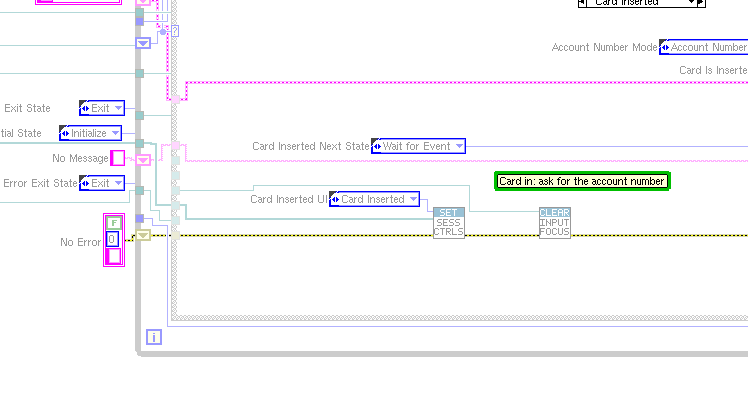 Card Inserted
?
Account Number Mode Account Number
Card Is Inserte
Exit State Exit
tial State Initialize
Card Inserted Next State Wait for Event
No Message
Error Exit State Exit
Card in: ask for the account number
Card Inserted UI Card Inserted
SET
SESS
CTRLS
CLEAR
INPUT
FOCUS
F
No Error 0
i